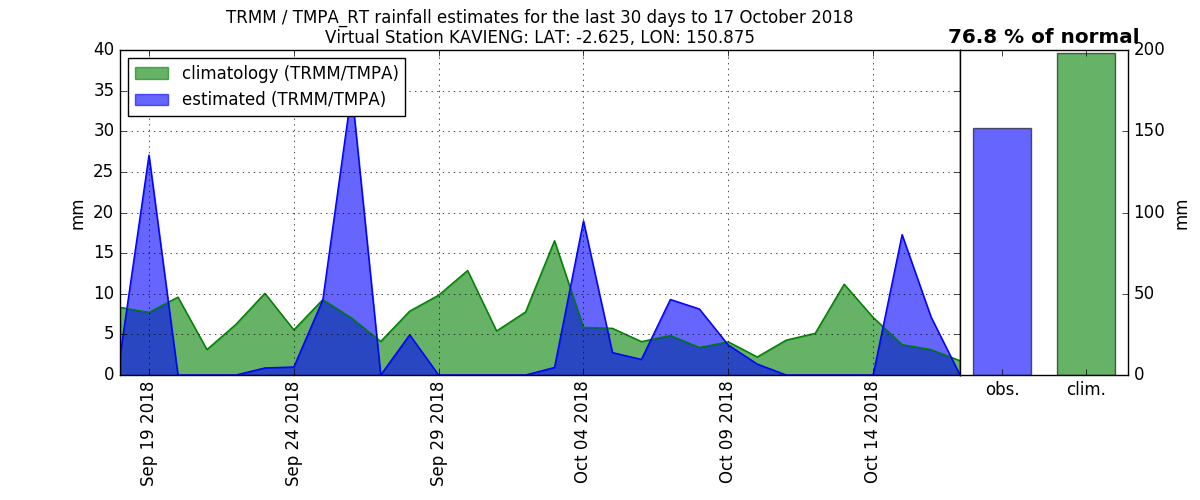 TRMM / TMPA_RT rainfall estimates for the last 30 days to 17 October 2018
Virtual Station KAVIENG: LAT: -2.625, LON: 150.875
76.8 % of normal
climatology (TRMM/TMPA)
estimated (TRMM/TMPA)
mm
40
35
30
25
20
15
10
5
0
Sep 19 2018
Sep 24 2018
Sep 29 2018
Oct 04 2018
Oct 09 2018
Oct 14 2018
obs.
clim.
200
150
100
50
0
mm